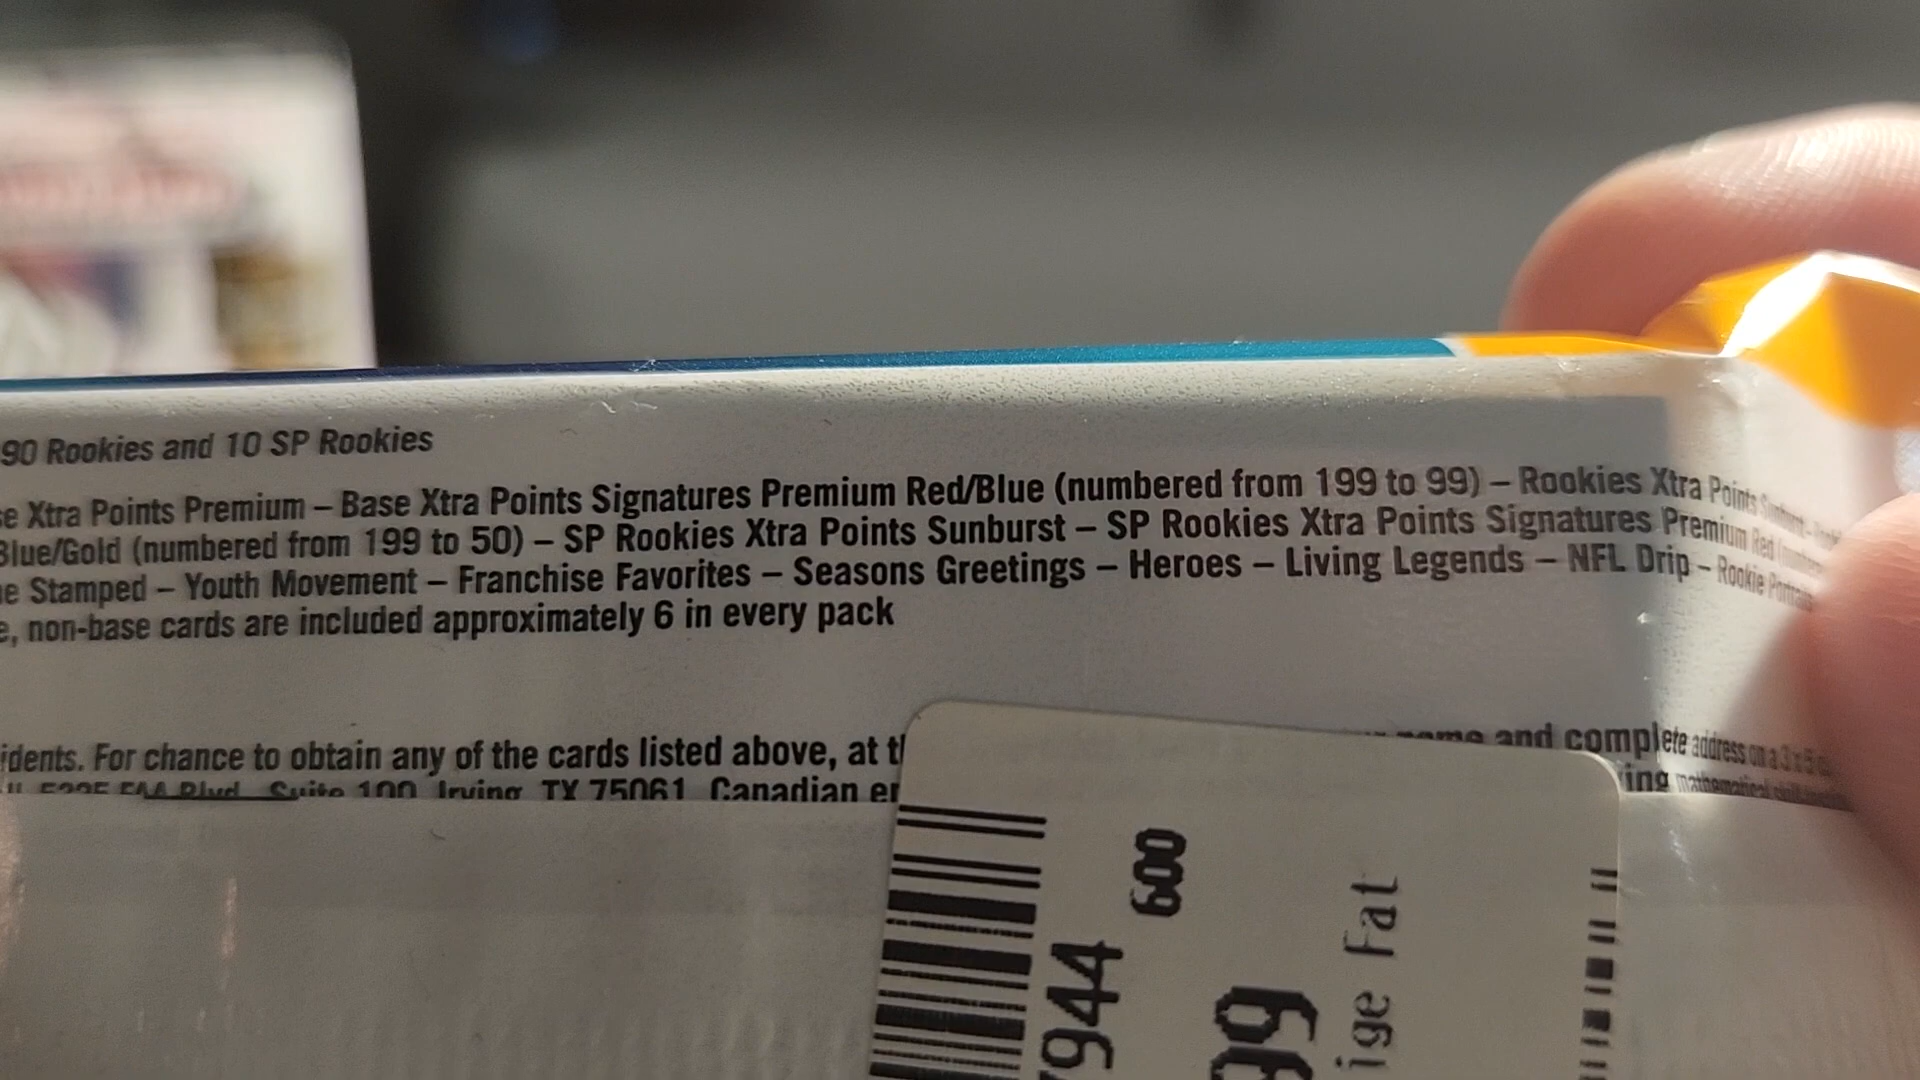 90 Rookies and 10 SP Rookies
se Xtra Points Premium – Base Xtra Points Signatures Premium Red/Blue (numbered from 199 to 99) – Rookies Xtra Points Sunburst
Blue/Gold (numbered from 199 to 50) – SP Rookies Xtra Points Sunburst – SP Rookies Xtra Points Signatures Premium Red
ne Stamped – Youth Movement – Franchise Favorites – Seasons Greetings – Heroes – Living Legends – NFL Drip – Rookie Portraits
e, non-base cards are included approximately 6 in every pack
idents. For chance to obtain any of the cards listed above, at name and complete address on a 3 x 5
Suite 100, Irving, TX 75061. Canadian mathematical skill
600
944
99
ige fat